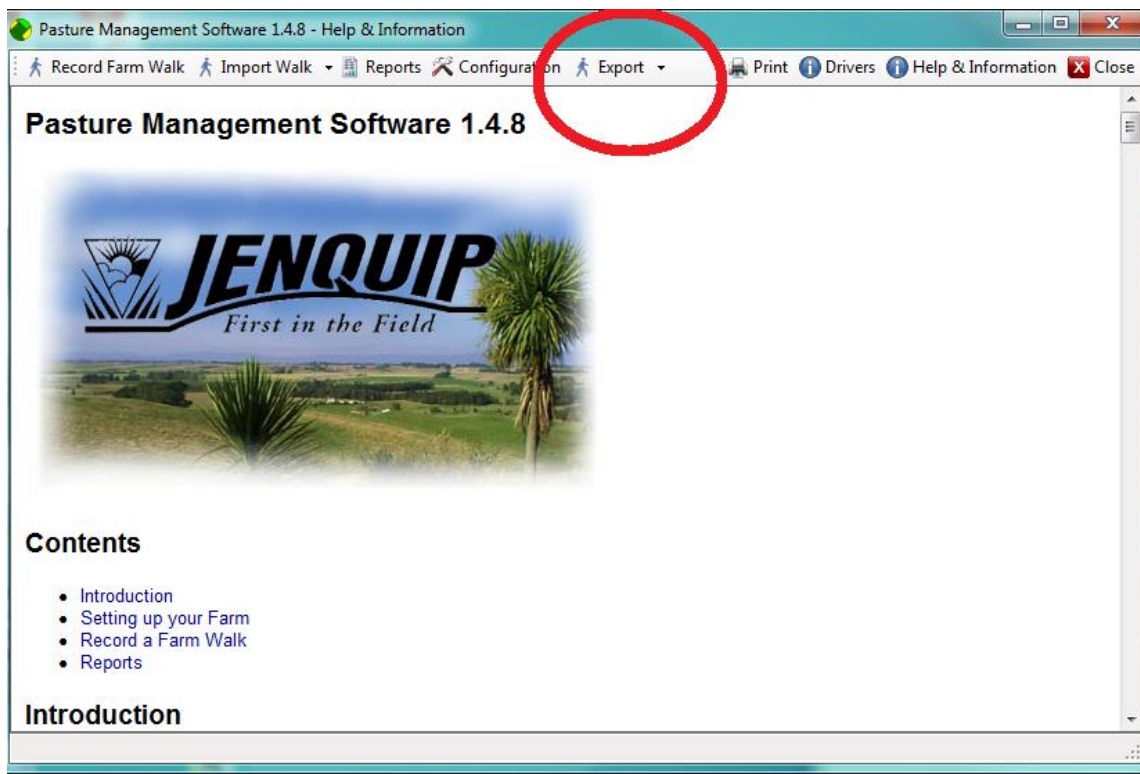 Pasture Management Software 1.4.8 - Help & Information
Record Farm Walk Import Walk Reports Configuration Export Print Drivers Help & Information Close
Pasture Management Software 1.4.8
JENQUIP
First in the Field
Contents
Introduction
Setting up your Farm
Record a Farm Walk
Reports
Introduction